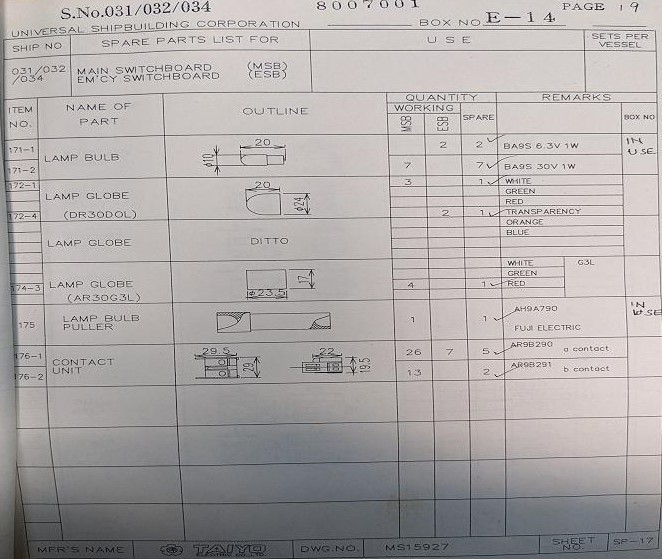 S.No.031/032/034 8007001 PAGE 19
UNIVERSAL SHIPBUILDING CORPORATION BOX NO E-14
SHIP NO SPARE PARTS LIST FOR USE SETS PER VESSEL
031/032 /034 MAIN SWITCHBOARD (MSB)
EM'CY SWITCHBOARD (ESB)
ITEM NO. NAME OF PART OUTLINE QUANTITY REMARKS
WORKING SPARE BOX NO
MSB ESB
171-1 LAMP BULB 20 φ10 2 2 BA9S 6.3V 1W IN USE
171-2 7 7 BA9S 30V 1W
172-1 LAMP GLOBE 20 φ24 3 1 WHITE
GREEN
RED
172-4 (DR30DOL) 2 1 TRANSPARENCY
ORANGE
LAMP GLOBE DITTO BLUE
WHITE G3L
GREEN
174-3 LAMP GLOBE (AR30G3L) φ23.5 17 4 1 RED
175 LAMP BULB PULLER 1 1 AH9A790 IN USE
FUJI ELECTRIC
176-1 CONTACT UNIT 29.5 29 22 19.5 26 7 5 AR9B290 a contact
176-2 13 2 AR9B291 b contact
MFR'S NAME TAIYO ELECTRIC CO.,LTD DWG.NO. MS15927 SHEET NO. SP-17